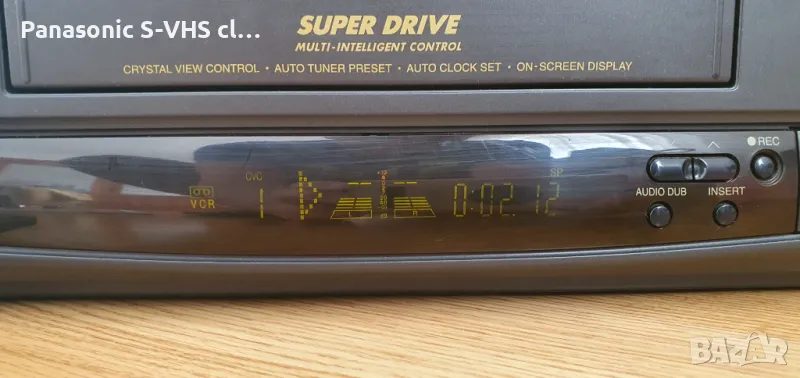 Panasonic S-VHS cl...
SUPER DRIVE
MULTI-INTELLIGENT CONTROL
CRYSTAL VIEW CONTROL · AUTO TUNER PRESET · AUTO CLOCK SET · ON-SCREEN DISPLAY
REC
CVC
SP
VCR
1
L R
0:02.12
AUDIO DUB INSERT
BAZAR